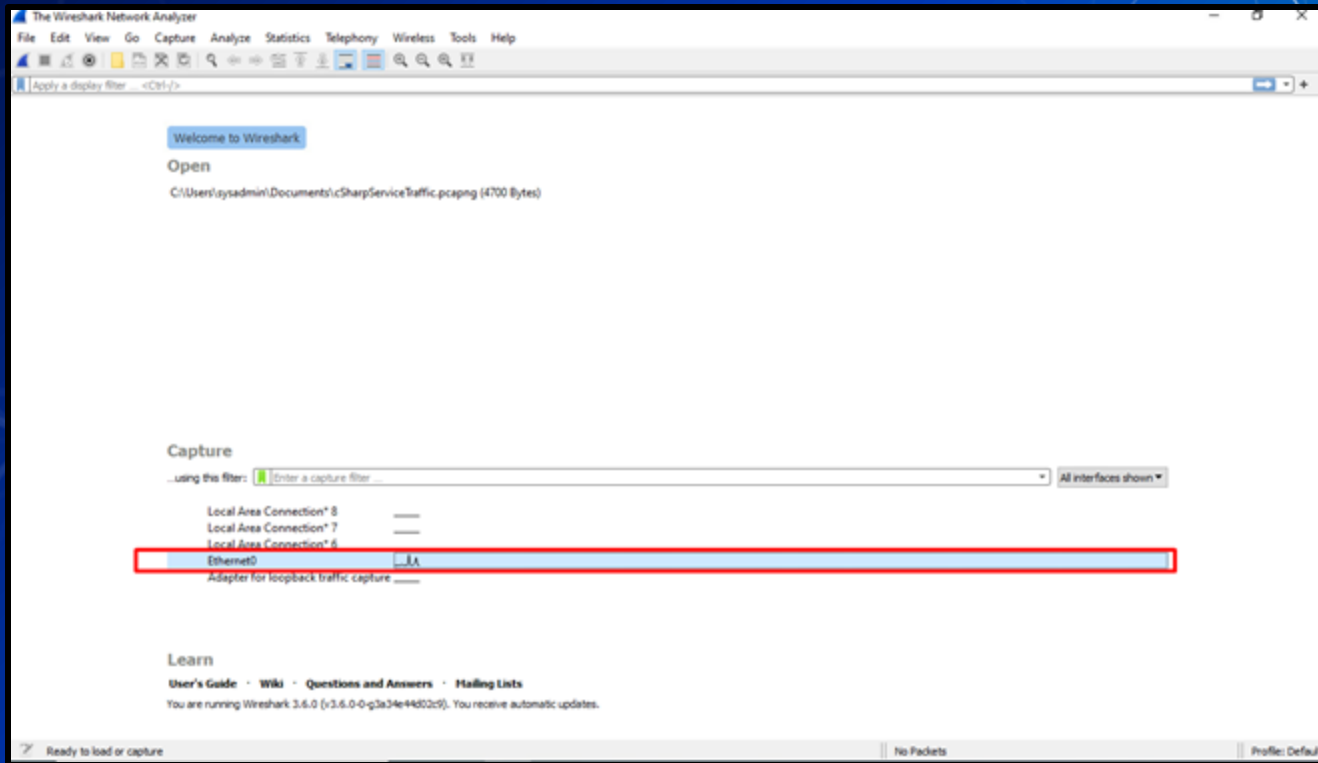 The Wireshark Network Analyzer
File Edit View Go Capture Analyze Statistics Telephony Wireless Tools Help
Apply a display filter ... <Ctrl-/>
Welcome to Wireshark
Open
C:\Users\sysadmin\Documents\cSharpServiceTraffic.pcapng (4700 Bytes)
Capture
...using this filter: Enter a capture filter ... All interfaces shown
Local Area Connection* 8
Local Area Connection* 7
Local Area Connection* 6
Ethernet0
Adapter for loopback traffic capture
Learn
User's Guide · Wiki · Questions and Answers · Mailing Lists
You are running Wireshark 3.6.0 (v3.6.0-0-g3a34e44d02c9). You receive automatic updates.
Ready to load or capture No Packets Profile: Defaul